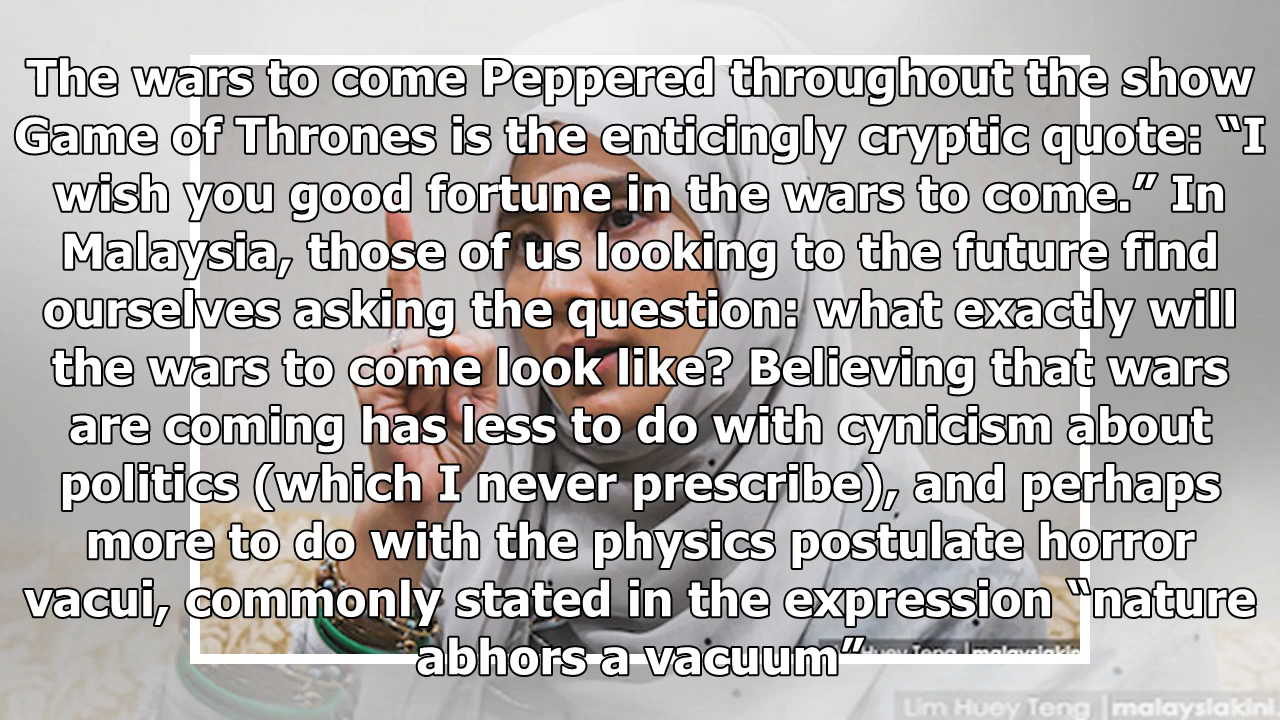 The wars to come Peppered throughout the show
Game of Thrones is the enticingly cryptic quote: “I
wish you good fortune in the wars to come.” In
Malaysia, those of us looking to the future find
ourselves asking the question: what exactly will
the wars to come look like? Believing that wars
are coming has less to do with cynicism about
politics (which I never prescribe), and perhaps
more to do with the physics postulate horror
vacui, commonly stated in the expression “nature
abhors a vacuum”
Huey Teng | malaysiakini
Lim Huey Teng | malaysiakini